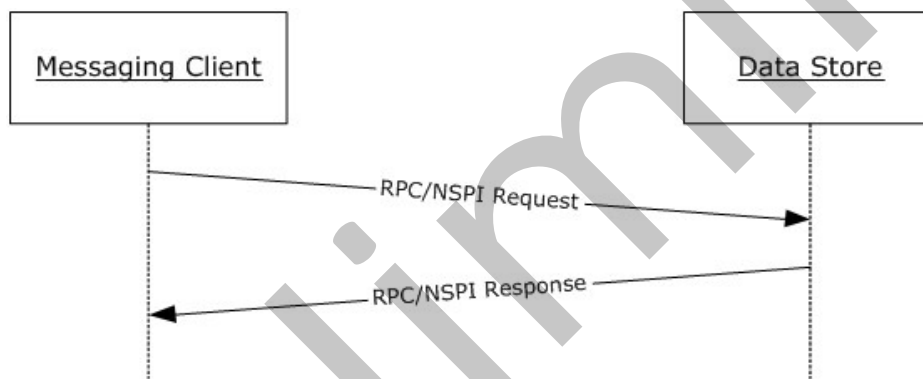 Messaging Client
Data Store
RPC/NSPI Request
RPC/NSPI Response